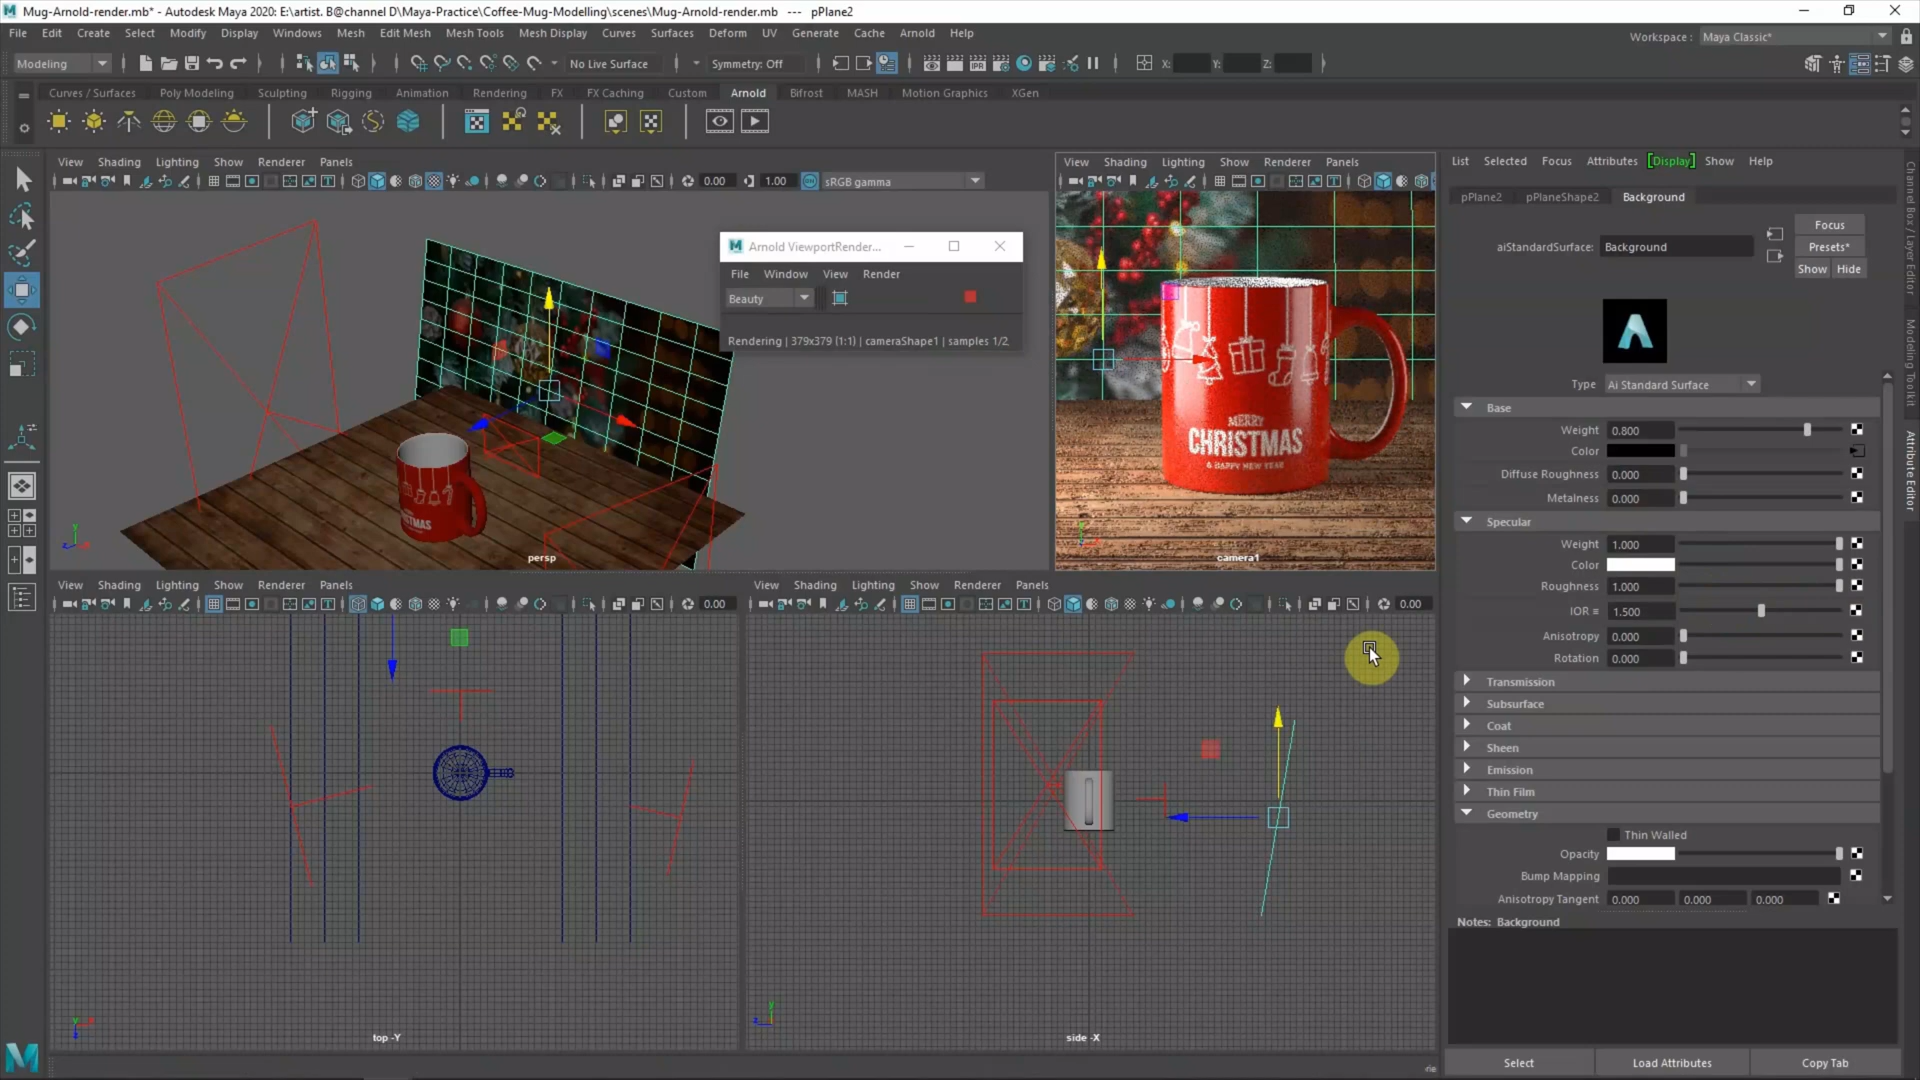 Mug-Arnold-render.mb* - Autodesk Maya 2020: E:\artist. B@channel D\Maya-Practice\Coffee-Mug-Modelling\scenes\Mug-Arnold-render.mb --- pPlane2
File Edit Create Select Modify Display Windows Mesh Edit Mesh Mesh Tools Mesh Display Curves Surfaces Deform UV Generate Cache Arnold Help
Workspace : Maya Classic*
Modeling No Live Surface Symmetry: Off X: Y: Z:
Curves / Surfaces Poly Modeling Sculpting Rigging Animation Rendering FX FX Caching Custom Arnold Bifrost MASH Motion Graphics XGen
View Shading Lighting Show Renderer Panels
0.00 1.00 sRGB gamma
Arnold ViewportRender...
File Window View Render
Beauty
Rendering | 379x379 (1:1) | cameraShape1 | samples 1/2
persp
View Shading Lighting Show Renderer Panels
MERRY
CHRISTMAS
& HAPPY NEW YEAR
camera1
View Shading Lighting Show Renderer Panels
0.00
top -Y
View Shading Lighting Show Renderer Panels
0.00
side -X
List Selected Focus Attributes [Display] Show Help
pPlane2 pPlaneShape2 Background
Focus
aiStandardSurface: Background Presets*
Show Hide
Type Ai Standard Surface
Base
Weight 0.800
Color
Diffuse Roughness 0.000
Metalness 0.000
Specular
Weight 1.000
Color
Roughness 1.000
IOR = 1.500
Anisotropy 0.000
Rotation 0.000
Transmission
Subsurface
Coat
Sheen
Emission
Thin Film
Geometry
Thin Walled
Opacity
Bump Mapping
Anisotropy Tangent 0.000 0.000 0.000
Notes: Background
Select Load Attributes Copy Tab
Channel Box / Layer Editor
Modeling Toolkit
Attribute Editor